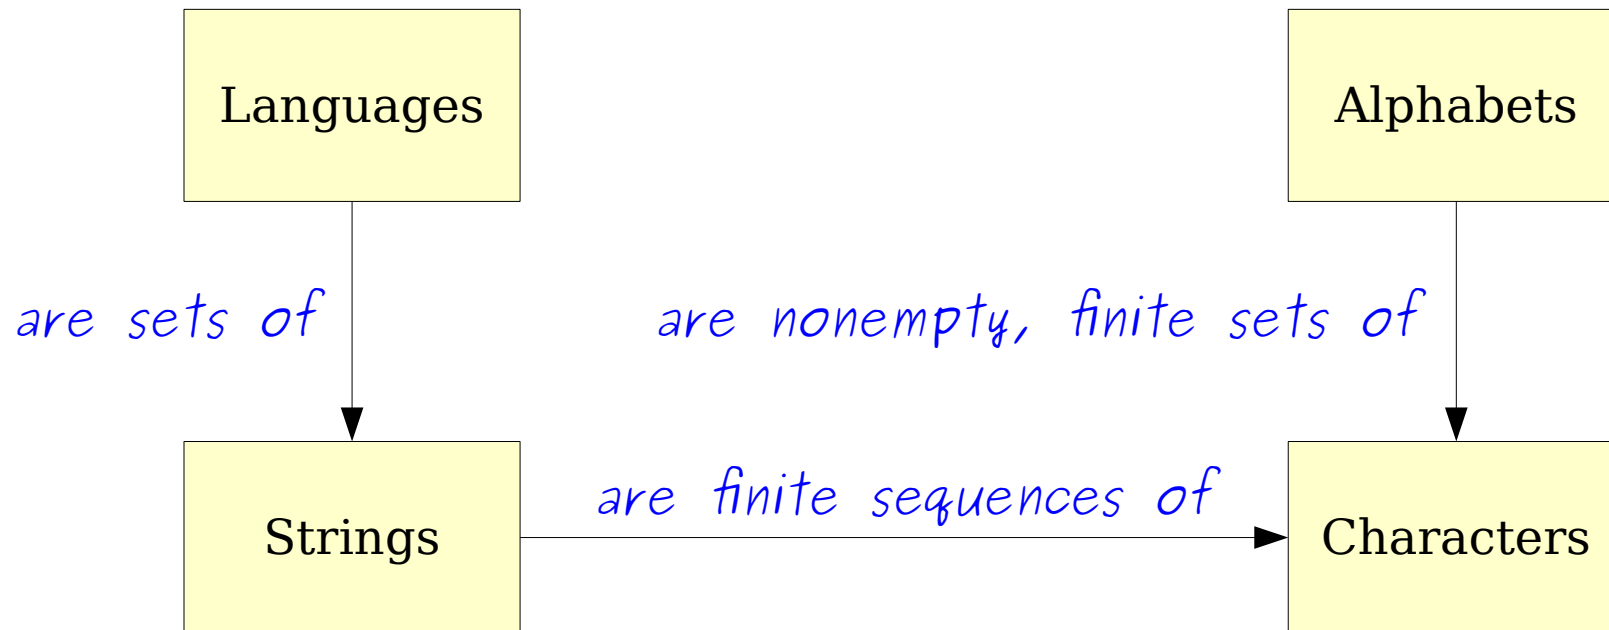 Languages
Alphabets
are sets of
are nonempty, finite sets of
are finite sequences of
Strings
Characters